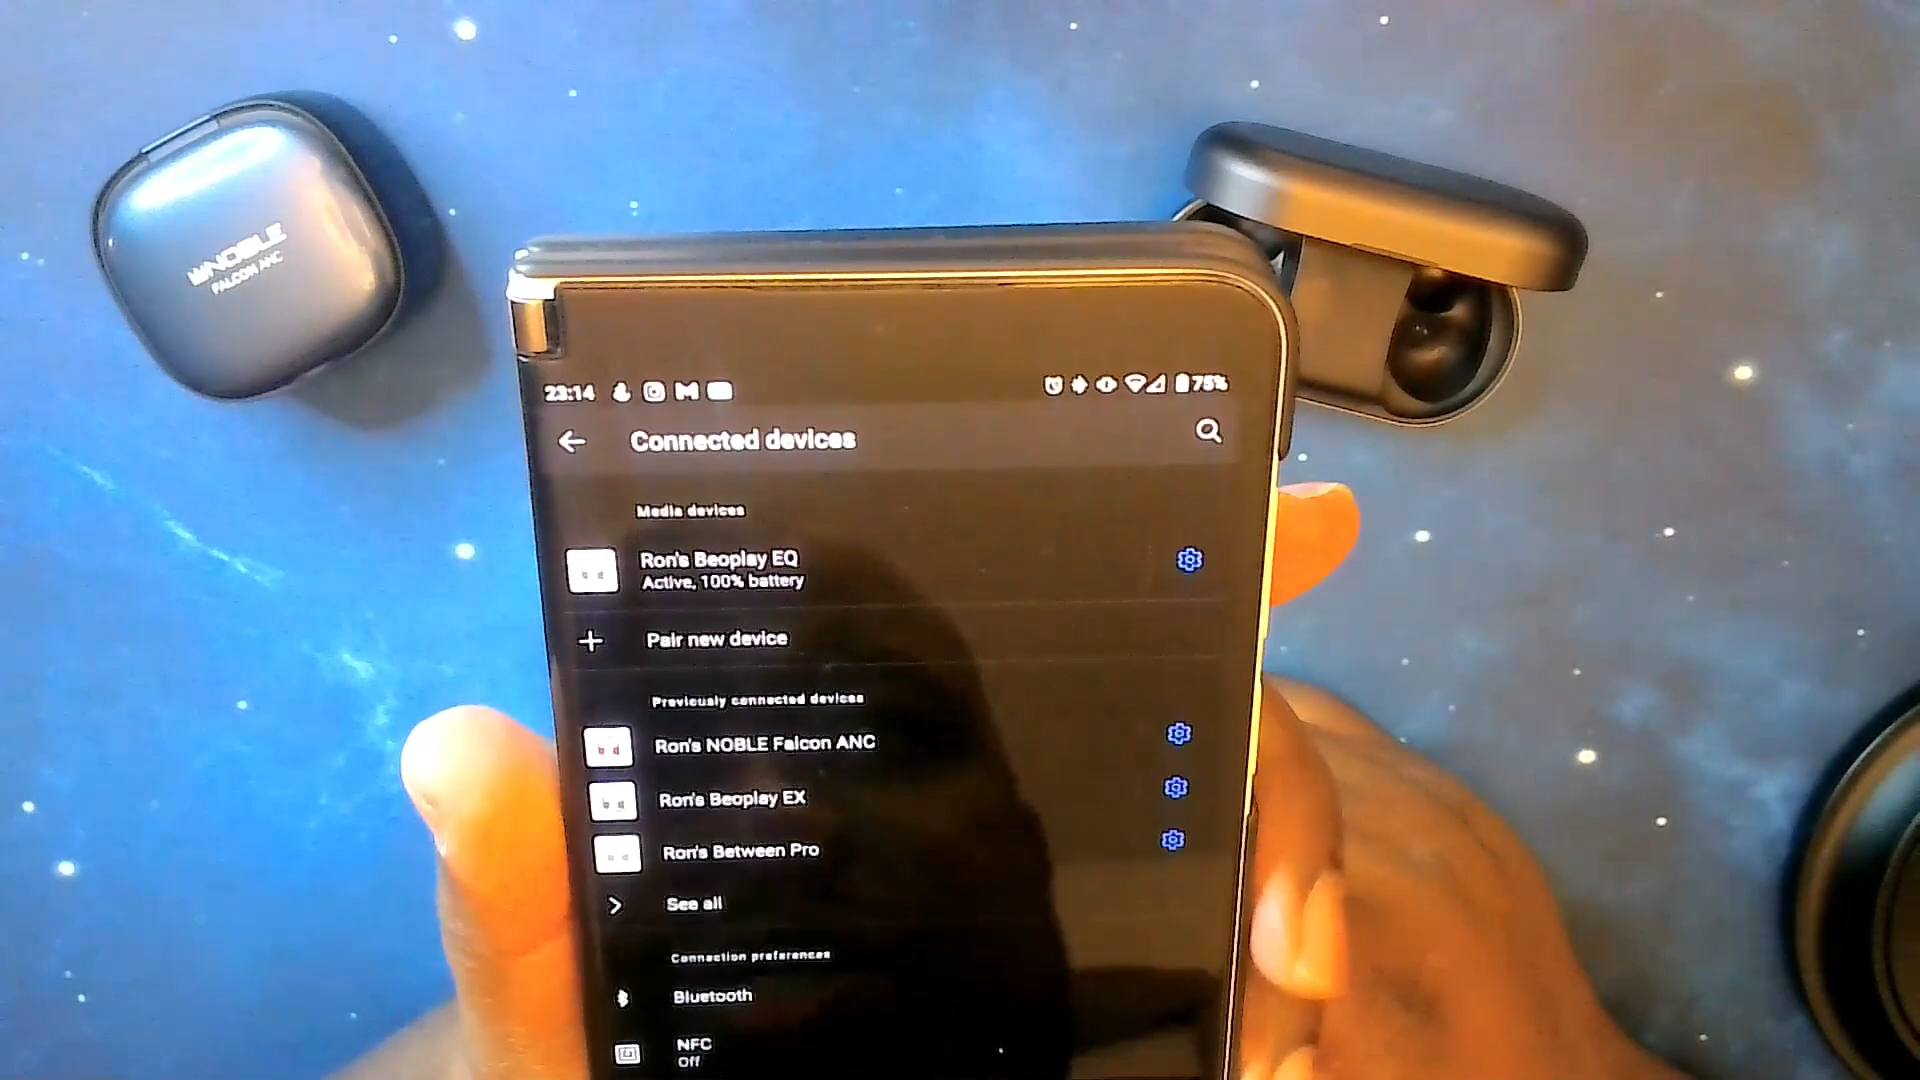 NOBLE
FALCON ANC
23:14
75%
Connected devices
Media devices
Ron's Beoplay EQ
Active, 100% battery
Pair new device
Previously connected devices
Ron's NOBLE Falcon ANC
Ron's Beoplay EX
Ron's Between Pro
See all
Connection preferences
Bluetooth
NFC
Off